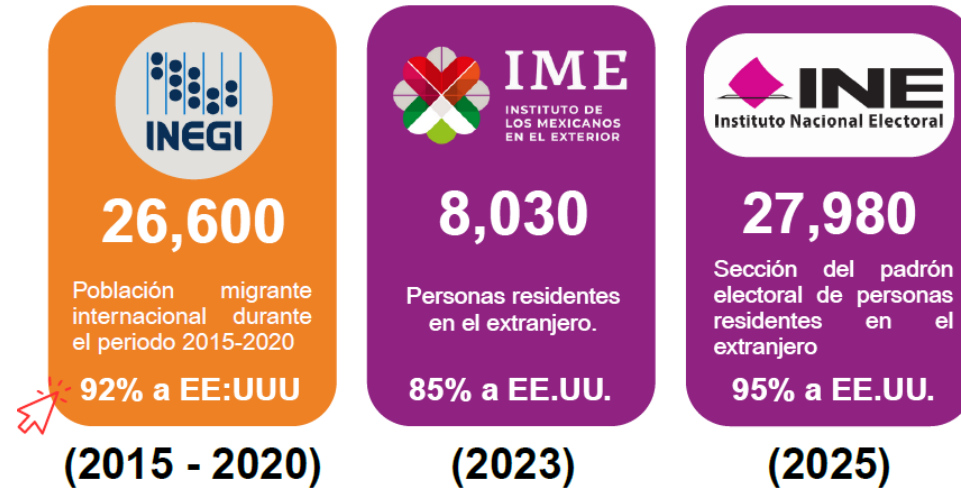 INEGI
26,600
Población migrante
internacional durante
el periodo 2015-2020
92% a EE:UUU
(2015 - 2020)
IME
INSTITUTO DE
LOS MEXICANOS
EN EL EXTERIOR
8,030
Personas residentes
en el extranjero.
85% a EE.UU.
(2023)
INE
Instituto Nacional Electoral
27,980
Sección del padrón
electoral de personas
residentes en el
extranjero
95% a EE.UU.
(2025)